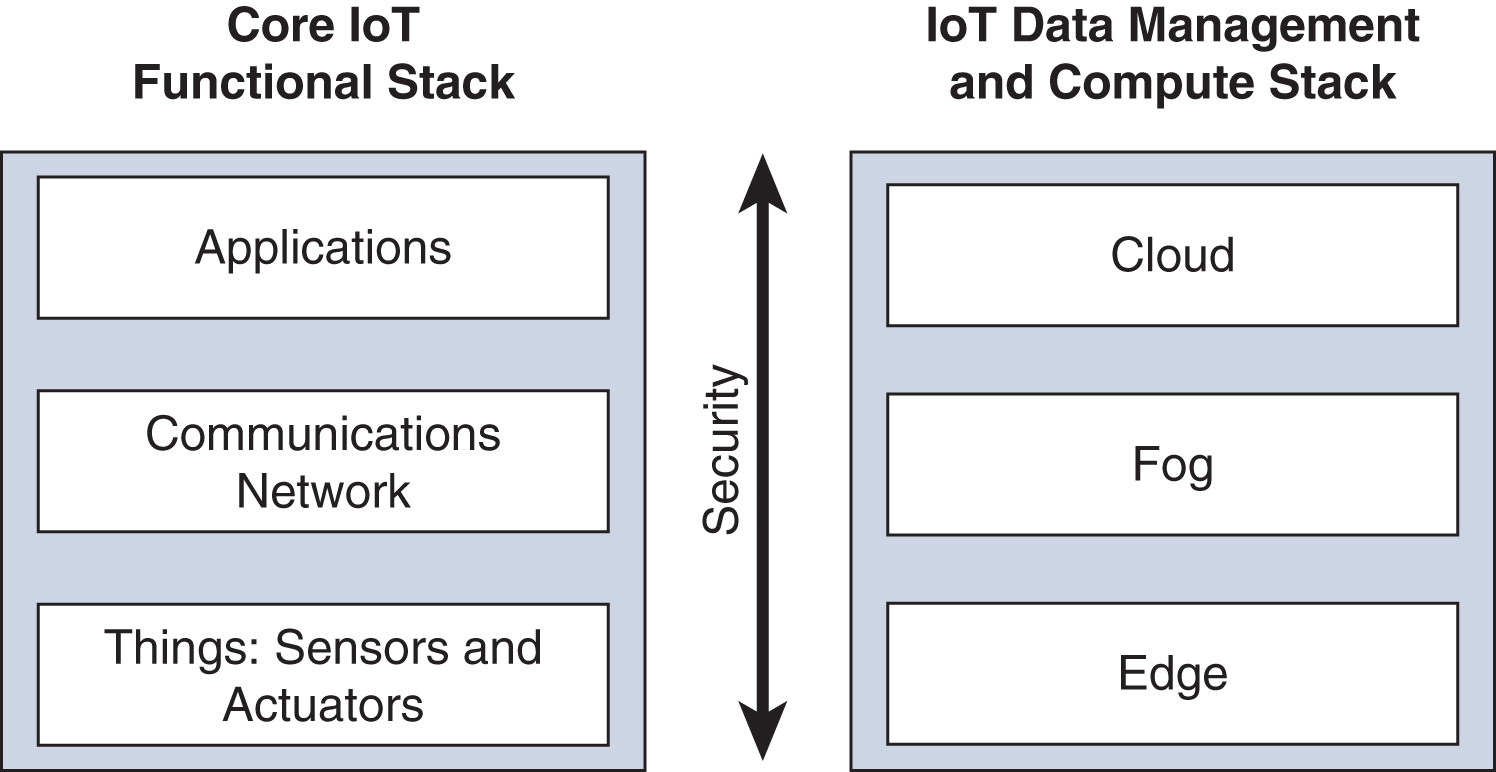 Core IoT
Functional Stack
Applications
Communications
Network
Things: Sensors and
Actuators
Security
IoT Data Management
and Compute Stack
Cloud
Fog
Edge